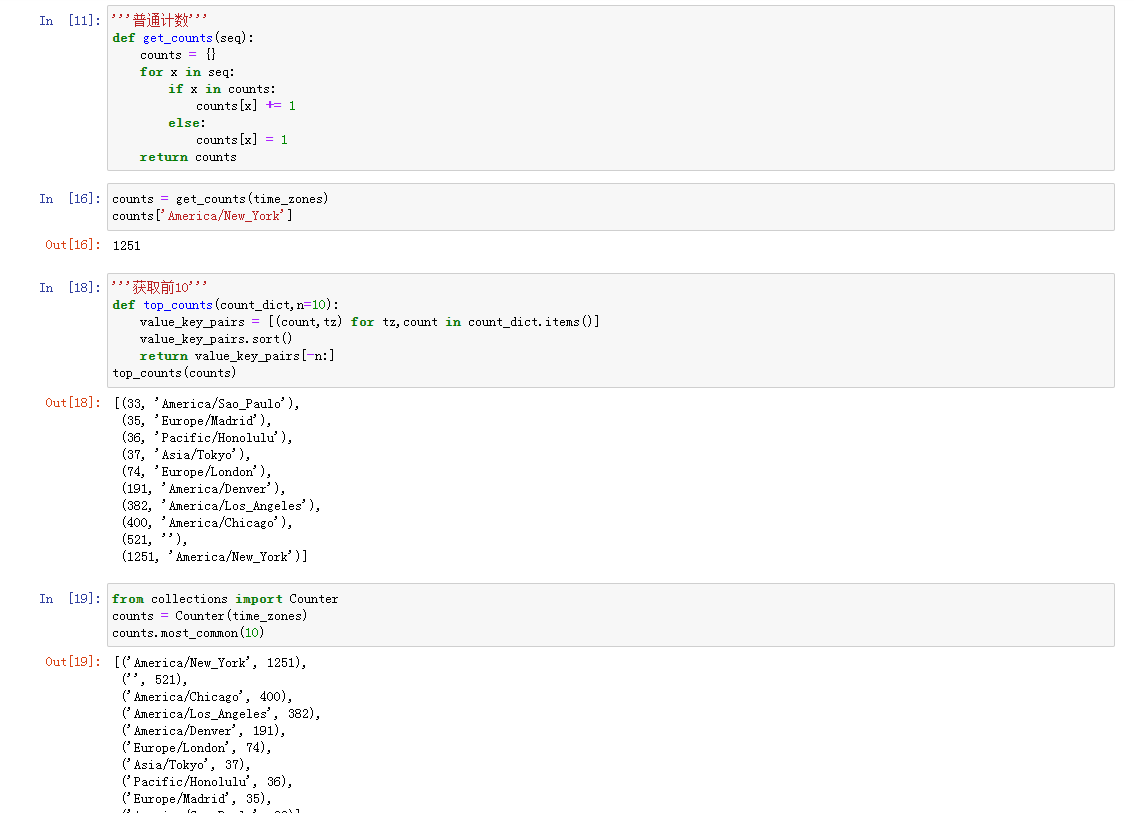 In [11]: '''普通计数'''
def get_counts(seq):
    counts = {}
    for x in seq:
        if x in counts:
            counts[x] += 1
        else:
            counts[x] = 1
    return counts
In [16]: counts = get_counts(time_zones)
counts['America/New_York']
Out[16]: 1251
In [18]: '''获取前10'''
def top_counts(count_dict,n=10):
    value_key_pairs = [(count,tz) for tz,count in count_dict.items()]
    value_key_pairs.sort()
    return value_key_pairs[-n:]
top_counts(counts)
Out[18]: [(33, 'America/Sao_Paulo'),
 (35, 'Europe/Madrid'),
 (36, 'Pacific/Honolulu'),
 (37, 'Asia/Tokyo'),
 (74, 'Europe/London'),
 (191, 'America/Denver'),
 (382, 'America/Los_Angeles'),
 (400, 'America/Chicago'),
 (521, ''),
 (1251, 'America/New_York')]
In [19]: from collections import Counter
counts = Counter(time_zones)
counts.most_common(10)
Out[19]: [('America/New_York', 1251),
 ('', 521),
 ('America/Chicago', 400),
 ('America/Los_Angeles', 382),
 ('America/Denver', 191),
 ('Europe/London', 74),
 ('Asia/Tokyo', 37),
 ('Pacific/Honolulu', 36),
 ('Europe/Madrid', 35),